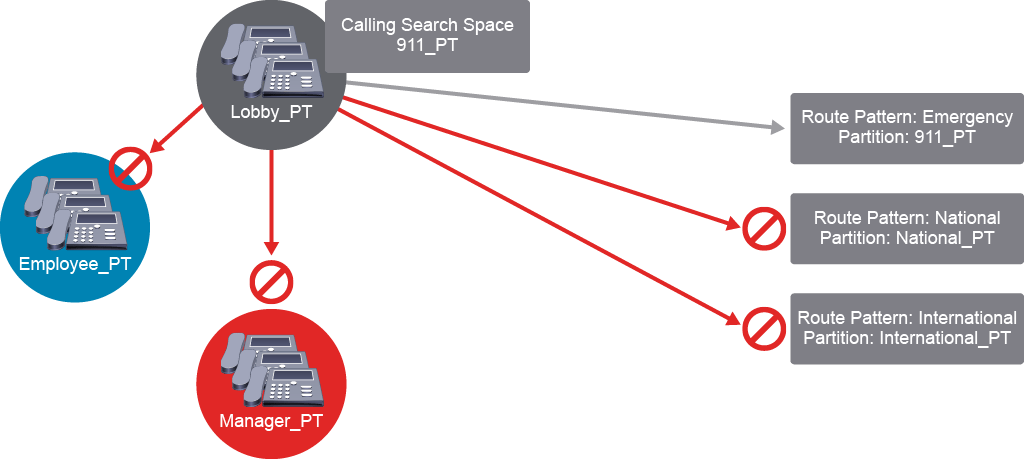 Calling Search Space
911_PT
Lobby_PT
Route Pattern: Emergency
Partition: 911_PT
Route Pattern: National
Partition: National_PT
Employee_PT
Route Pattern: International
Partition: International_PT
Manager_PT